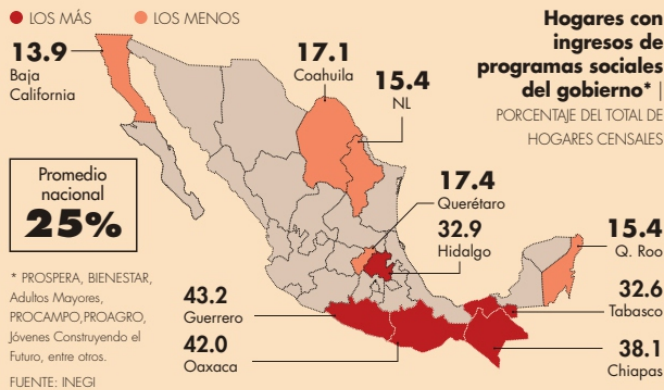 LOS MÁS
LOS MENOS
Hogares con
ingresos de
programas sociales
del gobierno* |
PORCENTAJE DEL TOTAL DE
HOGARES CENSALES
13.9
Baja
California
17.1
Coahuila
15.4
NL
Promedio
nacional
25%
17.4
Querétaro
32.9
Hidalgo
15.4
Q. Roo
32.6
Tabasco
38.1
Chiapas
43.2
Guerrero
42.0
Oaxaca
* PROSPERA, BIENESTAR,
Adultos Mayores,
PROCAMPO,PROAGRO,
Jóvenes Construyendo el
Futuro, entre otros.
FUENTE: INEGI